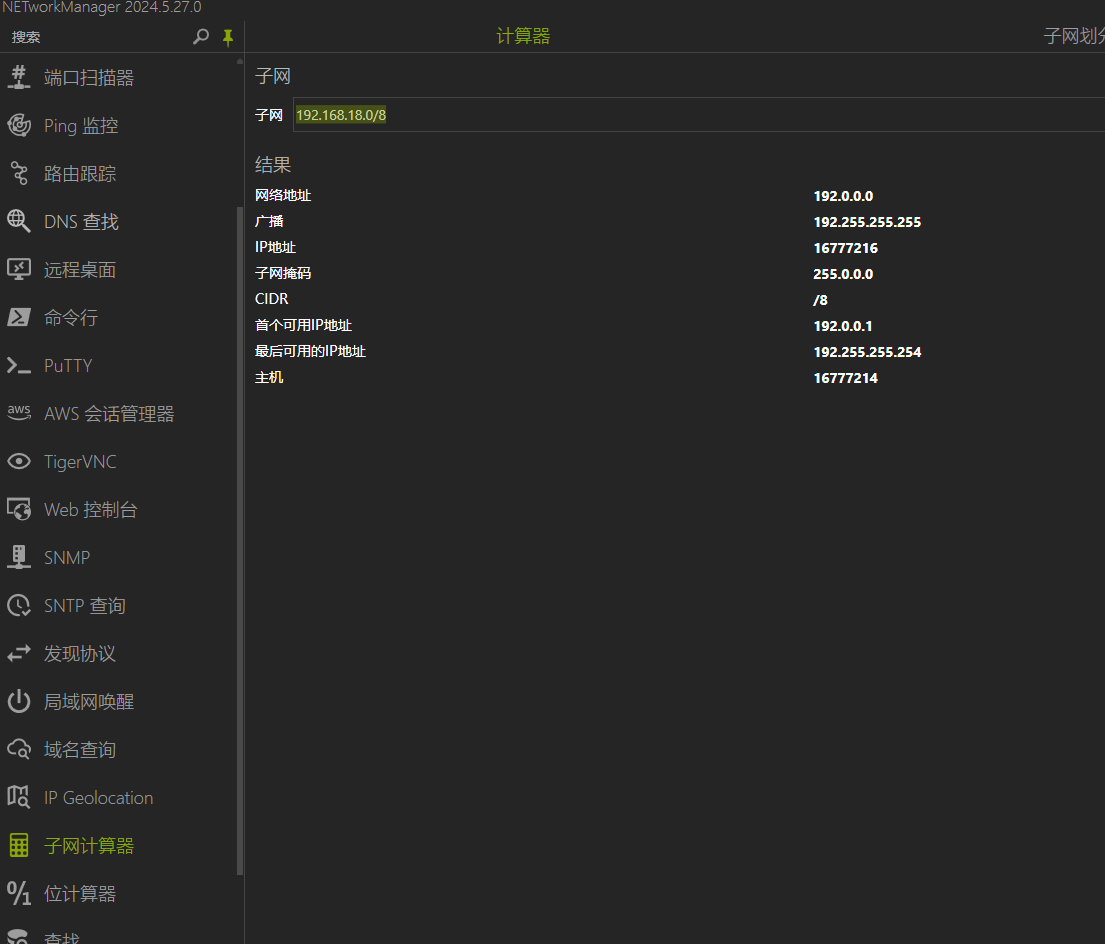 NETworkManager 2024.5.27.0
搜索
端口扫描器
Ping 监控
路由跟踪
DNS 查找
远程桌面
命令行
PuTTY
aws AWS 会话管理器
TigerVNC
Web 控制台
SNMP
SNTP 查询
发现协议
局域网唤醒
域名查询
IP Geolocation
子网计算器
位计算器
查找
计算器 子网划分
子网
子网 192.168.18.0/8
结果
网络地址 192.0.0.0
广播 192.255.255.255
IP地址 16777216
子网掩码 255.0.0.0
CIDR /8
首个可用IP地址 192.0.0.1
最后可用的IP地址 192.255.255.254
主机 16777214